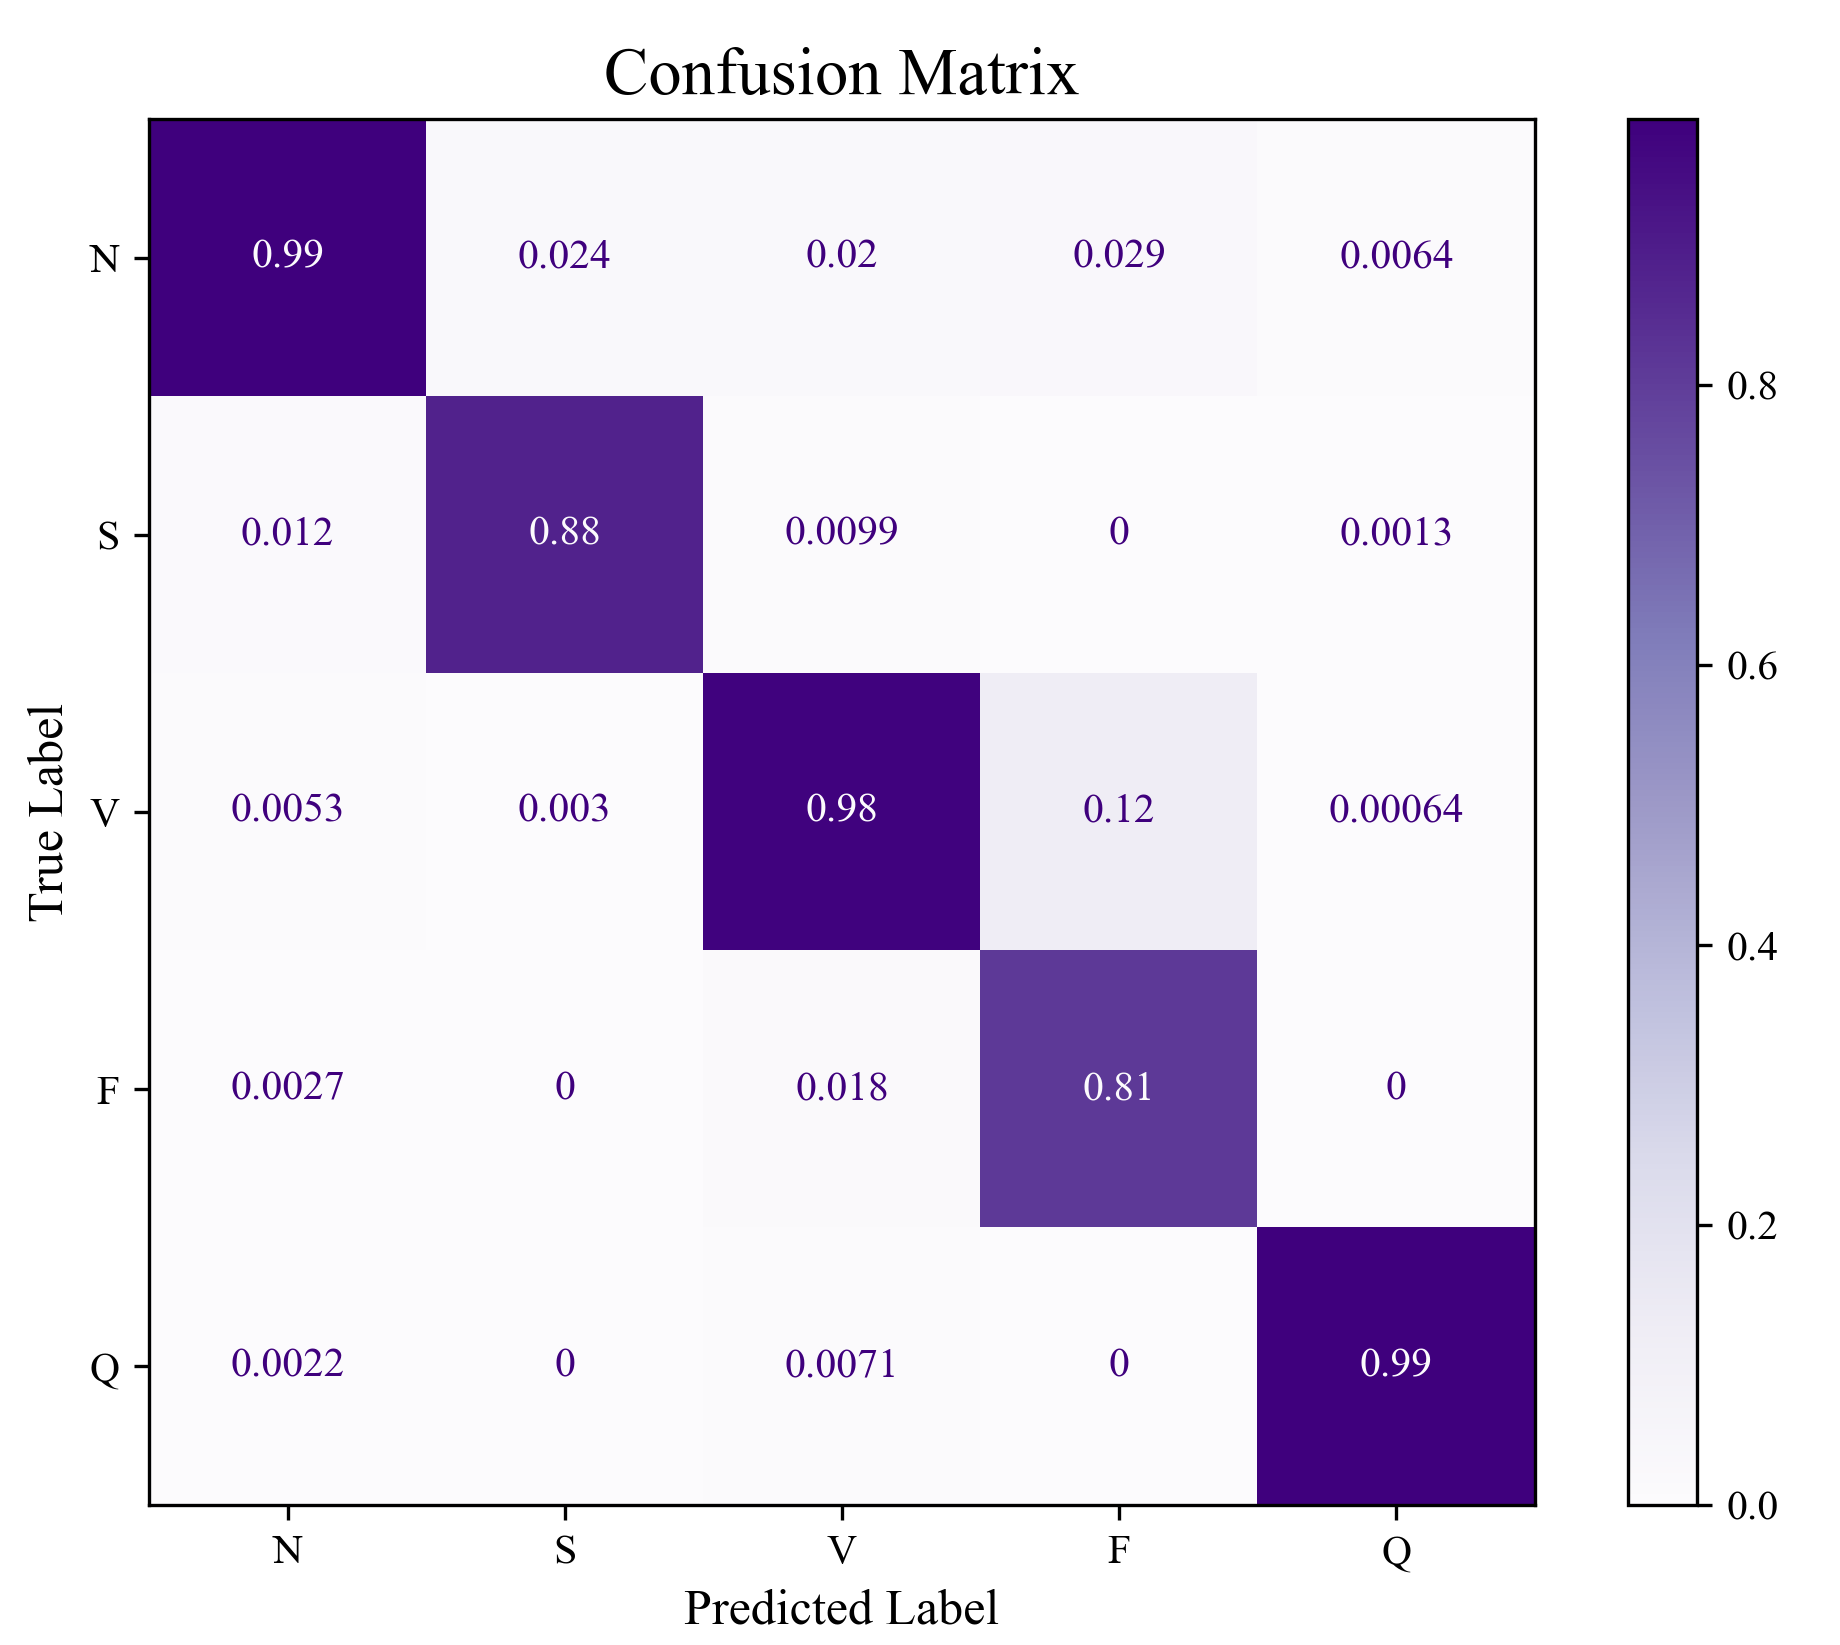 Confusion Matrix
N 0.99 0.024 0.02 0.029 0.0064
S 0.012 0.88 0.0099 0 0.0013
V 0.0053 0.003 0.98 0.12 0.00064
F 0.0027 0 0.018 0.81 0
Q 0.0022 0 0.0071 0 0.99
True Label
N S V F Q
Predicted Label
0.8
0.6
0.4
0.2
0.0